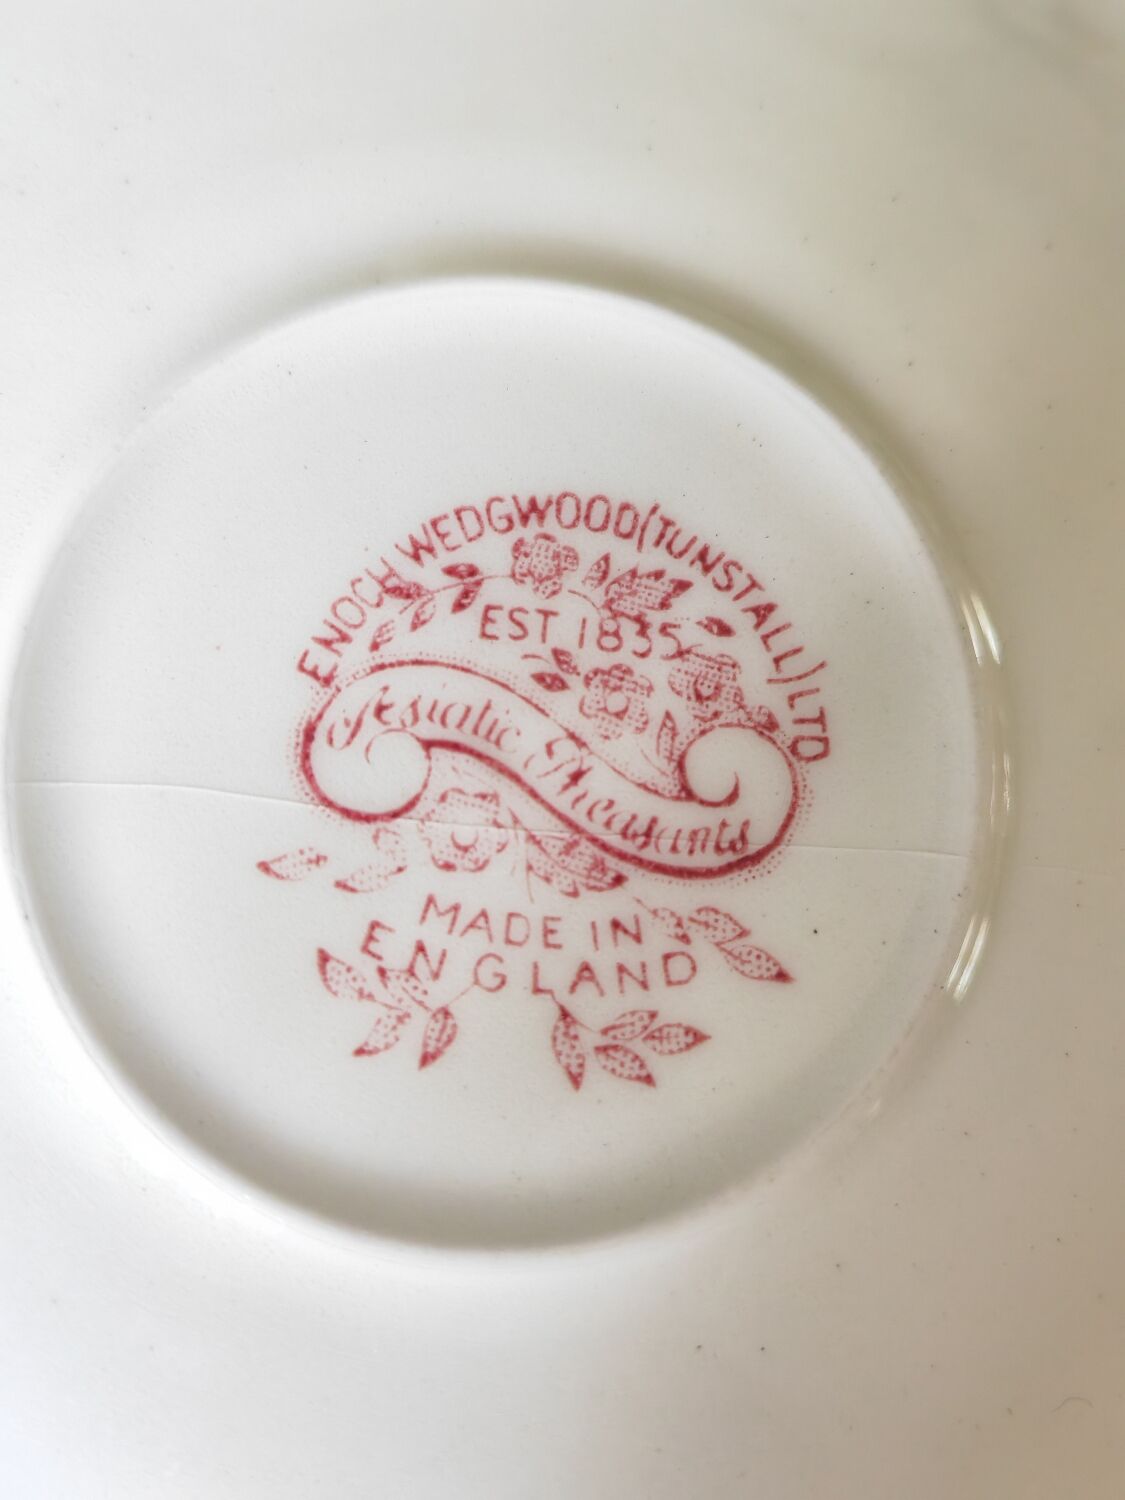 ENOCH WEDGWOOD (TUNSTALL) LTD
EST 1835
Asiatic Pheasants
MADE IN
ENGLAND